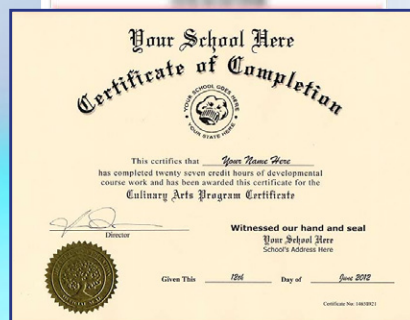 Your School Here
Certificate of Completion
YOUR SCHOOL GOES HERE
YOUR STATE HERE
This certifies that Your Name Here
has completed twenty seven credit hours of developmental
course work and has been awarded this certificate for the
Culinary Arts Program Certificate
Director
Witnessed our hand and seal
Your School Here
School's Address Here
Given This 12th Day of June 2012
Certificate No: 14658921